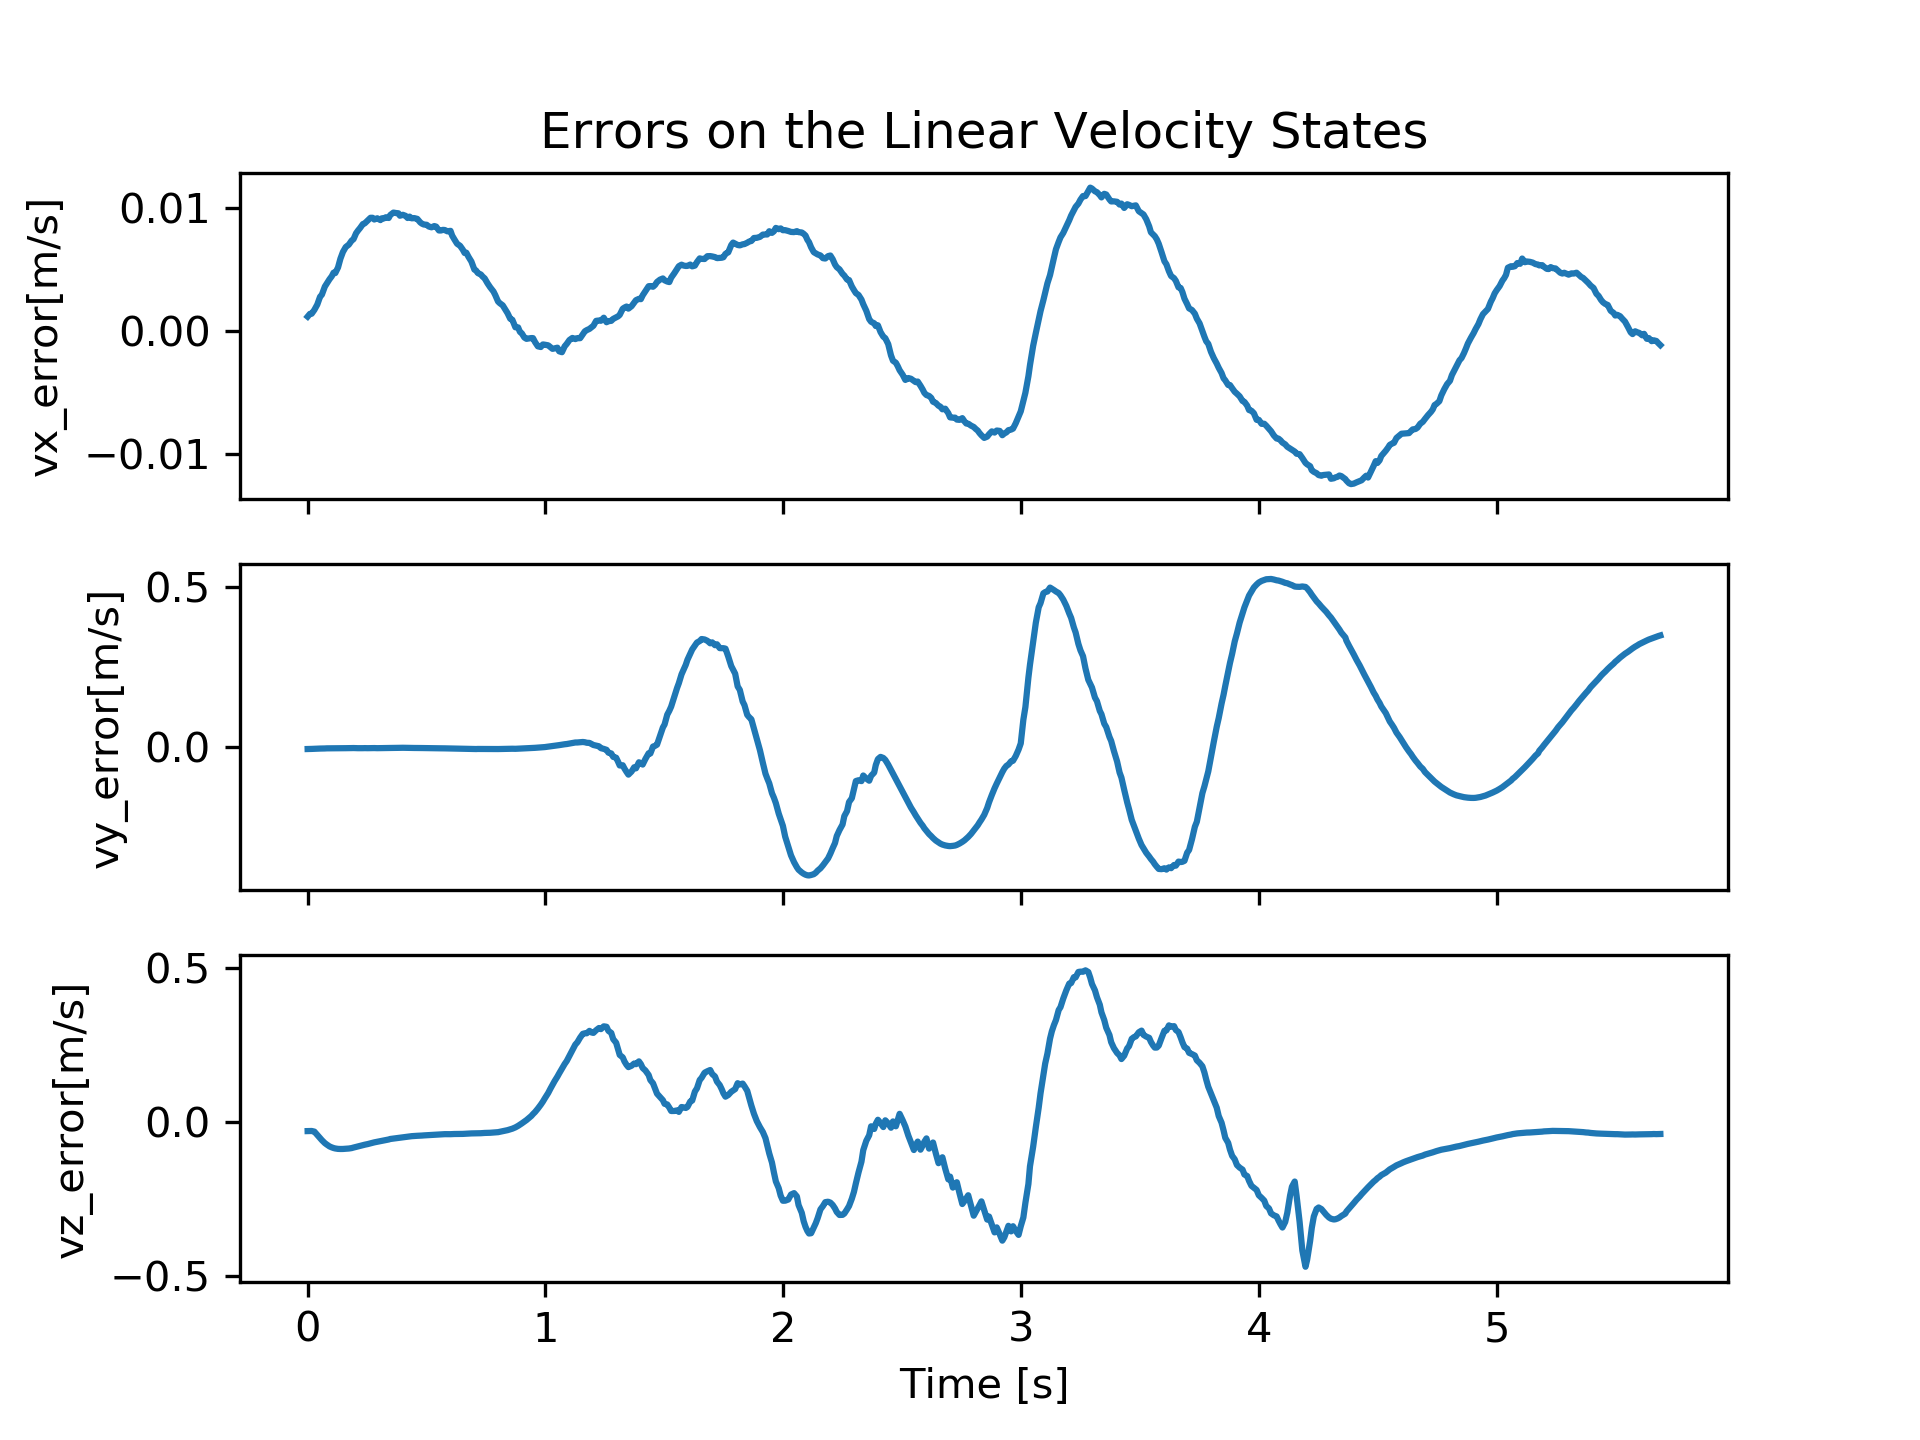 Errors on the Linear Velocity States
vx_error[m/s]
0.01
0.00
−0.01
vy_error[m/s]
0.5
0.0
vz_error[m/s]
0.5
0.0
−0.5
0 1 2 3 4 5
Time [s]